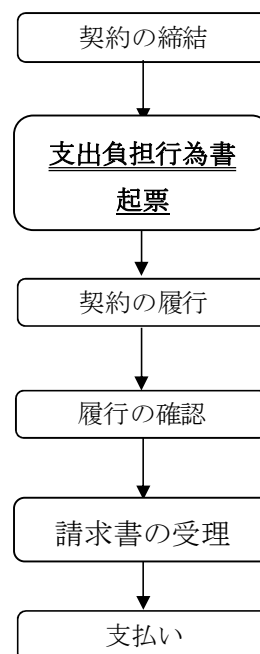 契約の締結
支出負担行為書
起票
契約の履行
履行の確認
請求書の受理
支払い